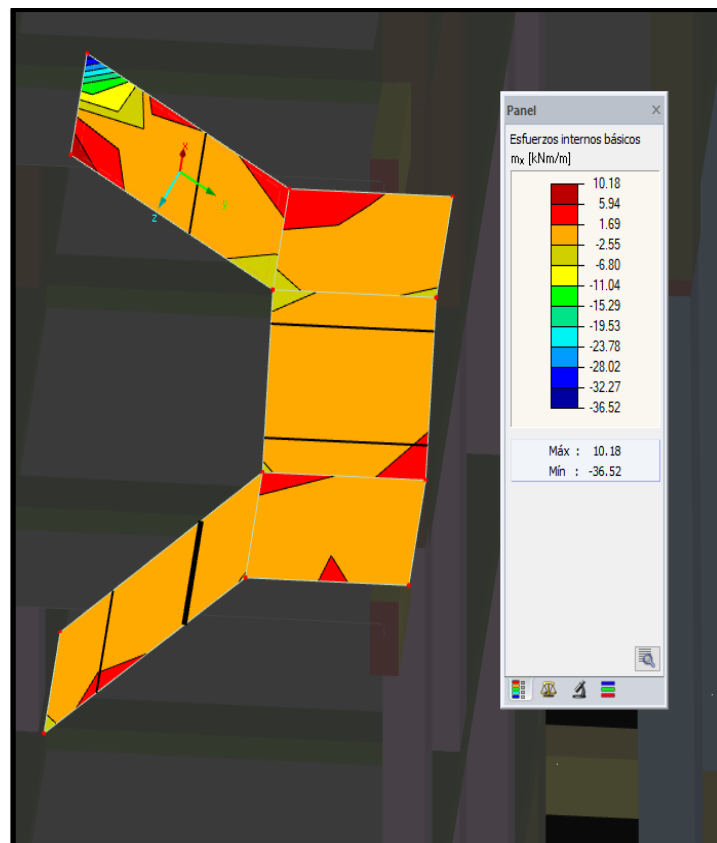 Panel
Esfuerzos internos básicos
mx [kNm/m]
10.18
5.94
1.69
-2.55
-6.80
-11.04
-15.29
-19.53
-23.78
-28.02
-32.27
-36.52
Máx : 10.18
Mín : -36.52
x
y
z